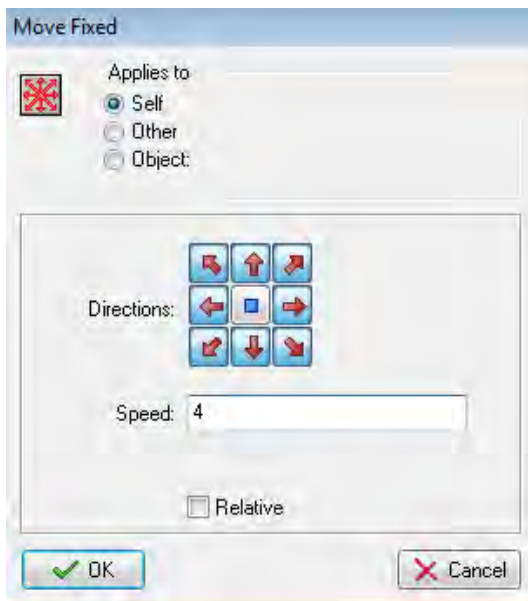 Move Fixed
Applies to
Self
Other
Object:
Directions:
Speed: 4
Relative
OK
Cancel